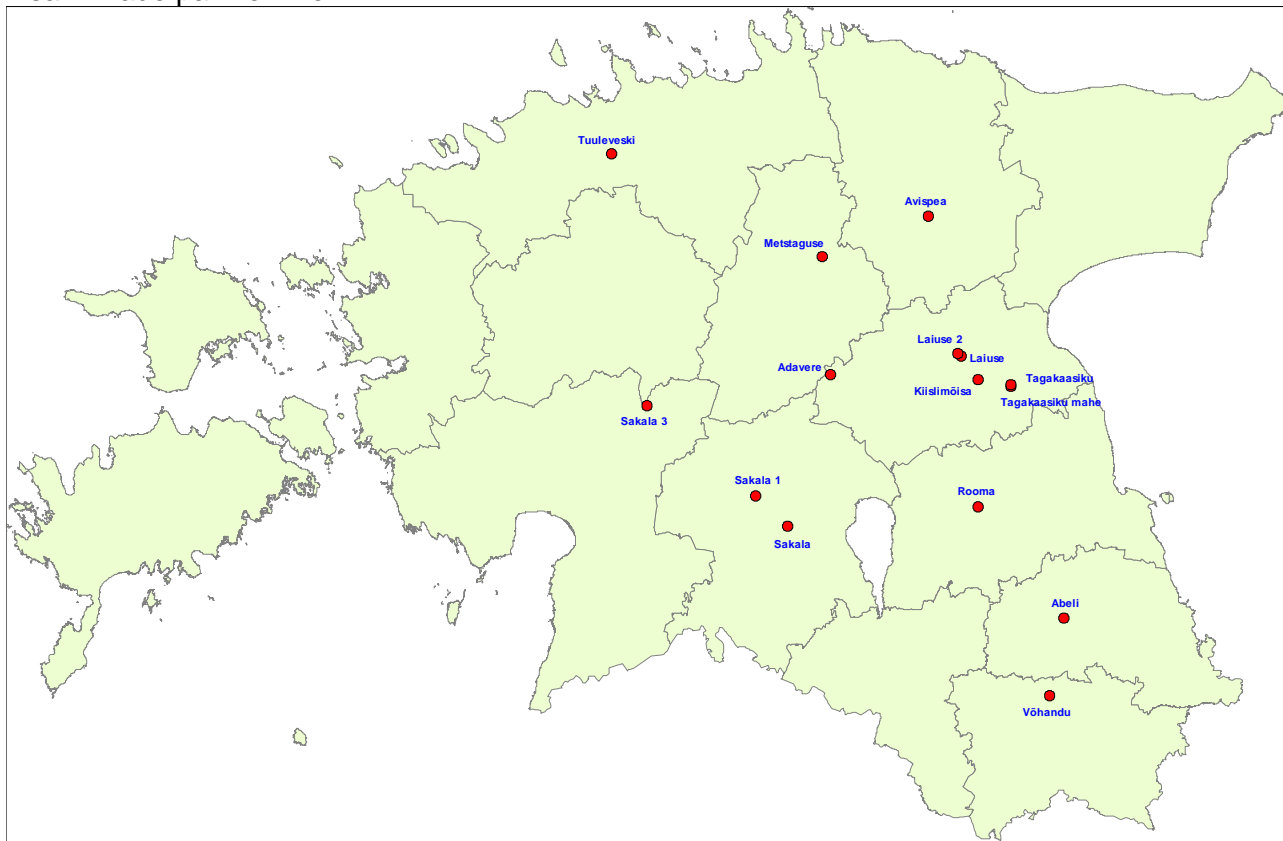 Tuuleveski
Avispea
Metstaguse
Laiuse 2
Laiuse
Adavere
Kiislimõisa
Tagakaasiku
Tagakaasiku mahe
Sakala 3
Sakala 1
Rooma
Sakala
Abeli
Võhandu